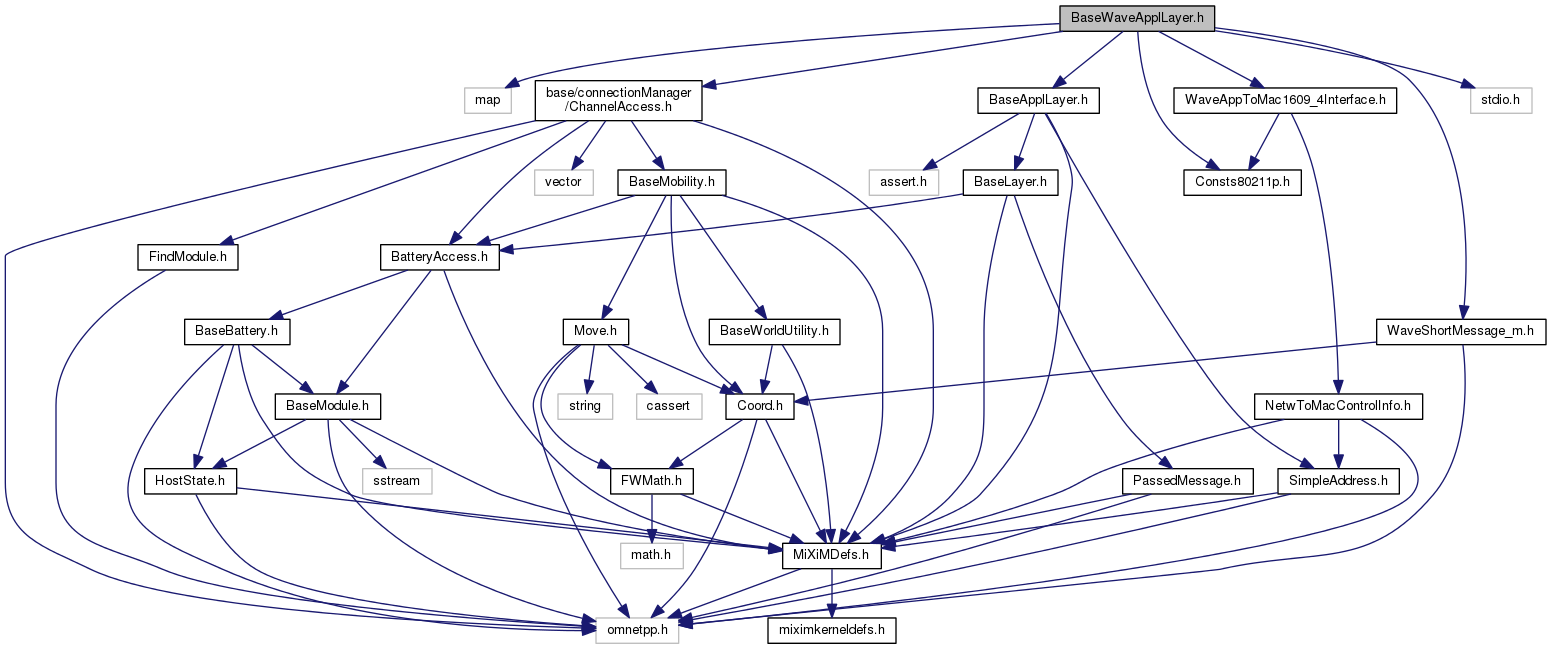 BaseWaveApplLayer.h
map
base/connectionManager
/ChannelAccess.h
BaseApplLayer.h
WaveAppToMac1609_4Interface.h
stdio.h
vector
BaseMobility.h
assert.h
BaseLayer.h
Consts80211p.h
FindModule.h
BatteryAccess.h
BaseBattery.h
Move.h
BaseWorldUtility.h
WaveShortMessage_m.h
BaseModule.h
string
cassert
Coord.h
NetwToMacControlInfo.h
HostState.h
sstream
FWMath.h
PassedMessage.h
SimpleAddress.h
math.h
MiXiMDefs.h
omnetpp.h
miximkerneldefs.h